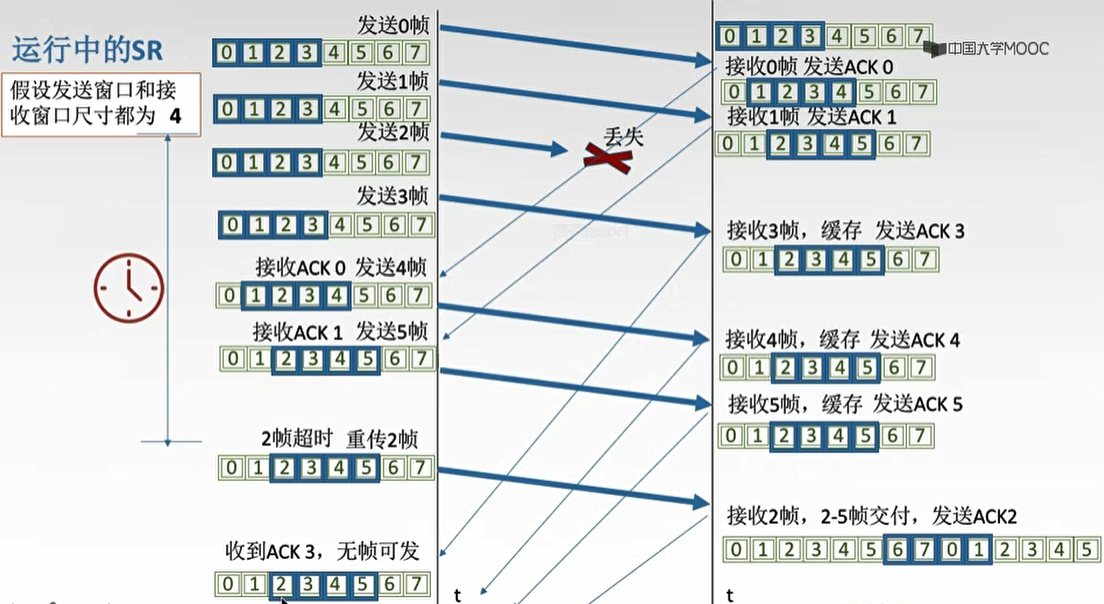 运行中的SR
假设发送窗口和接
收窗口尺寸都为 4
发送0帧
0 1 2 3 4 5 6 7
发送1帧
0 1 2 3 4 5 6 7
发送2帧
0 1 2 3 4 5 6 7
发送3帧
0 1 2 3 4 5 6 7
接收ACK 0 发送4帧
0 1 2 3 4 5 6 7
接收ACK 1 发送5帧
0 1 2 3 4 5 6 7
2帧超时 重传2帧
0 1 2 3 4 5 6 7
收到ACK 3，无帧可发
0 1 2 3 4 5 6 7
丢失
t
0 1 2 3 4 5 6 7
中国大学MOOC
接收0帧 发送ACK 0
0 1 2 3 4 5 6 7
接收1帧 发送ACK 1
0 1 2 3 4 5 6 7
接收3帧，缓存 发送ACK 3
0 1 2 3 4 5 6 7
接收4帧，缓存 发送ACK 4
0 1 2 3 4 5 6 7
接收5帧，缓存 发送ACK 5
0 1 2 3 4 5 6 7
接收2帧，2-5帧交付，发送ACK2
0 1 2 3 4 5 6 7 0 1 2 3 4 5
t